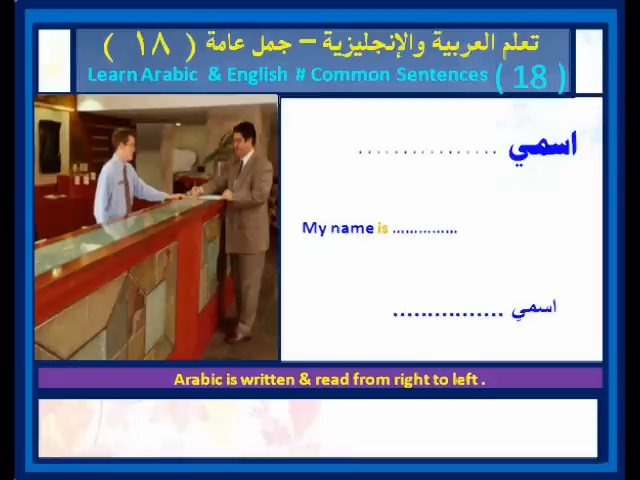 تعلم العربية والإنجليزية – جمل عامة ( ١٨ )
Learn Arabic & English # Common Sentences ( 18 )
اسمي ..................
My name is ..............
اسمي ................
Arabic is written & read from right to left .